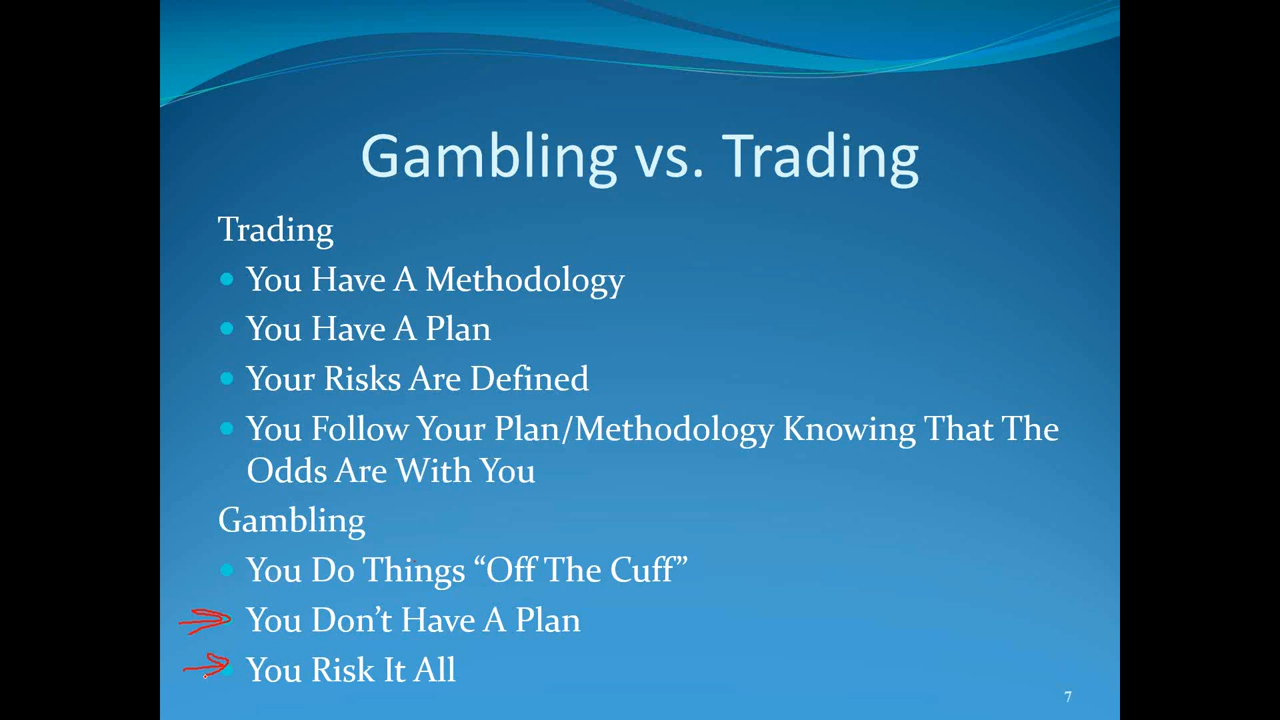 Gambling vs. Trading
Trading
You Have A Methodology
You Have A Plan
Your Risks Are Defined
You Follow Your Plan/Methodology Knowing That The
Odds Are With You
Gambling
You Do Things “Off The Cuff”
You Don’t Have A Plan
You Risk It All
7